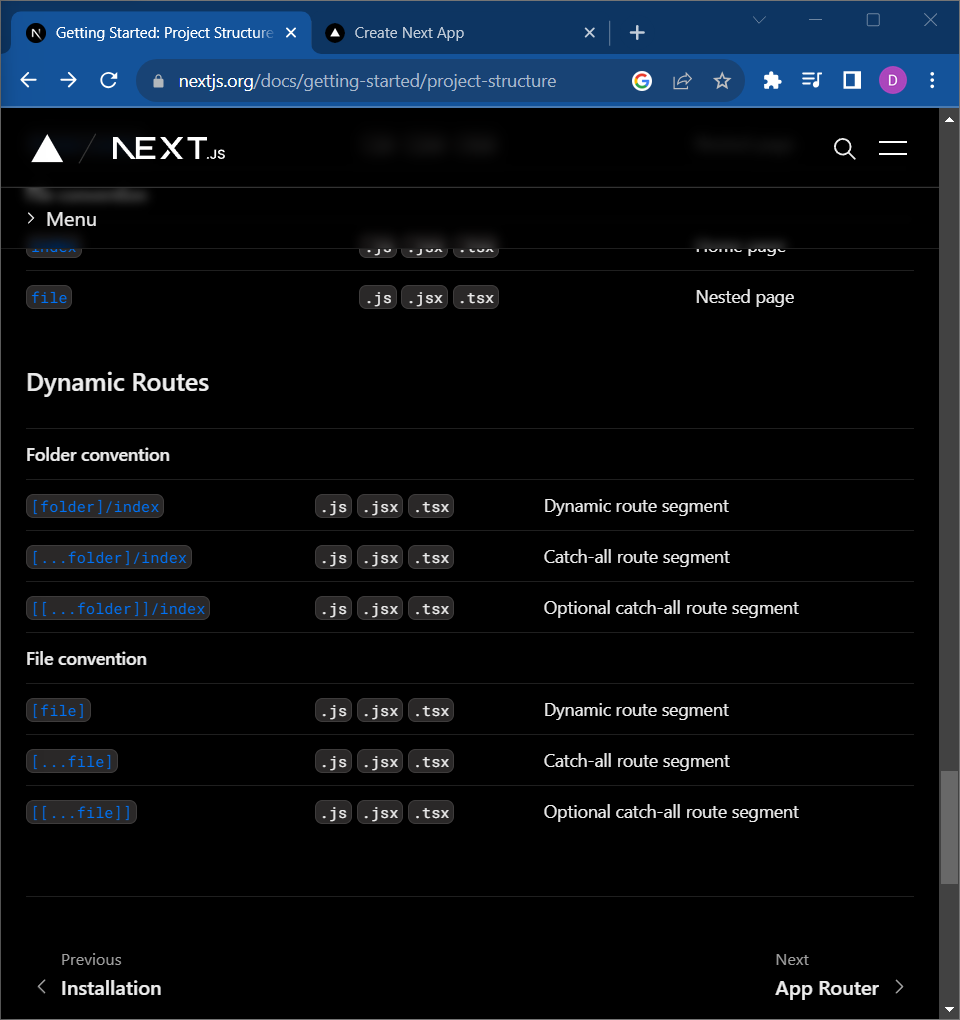 Getting Started: Project Structure
Create Next App
nextjs.org/docs/getting-started/project-structure
D
NEXT.JS
Menu
index .js .jsx .tsx Home page
file .js .jsx .tsx Nested page
Dynamic Routes
Folder convention
[folder]/index .js .jsx .tsx Dynamic route segment
[...folder]/index .js .jsx .tsx Catch-all route segment
[[...folder]]/index .js .jsx .tsx Optional catch-all route segment
File convention
[file] .js .jsx .tsx Dynamic route segment
[...file] .js .jsx .tsx Catch-all route segment
[[...file]] .js .jsx .tsx Optional catch-all route segment
Previous Next
Installation App Router